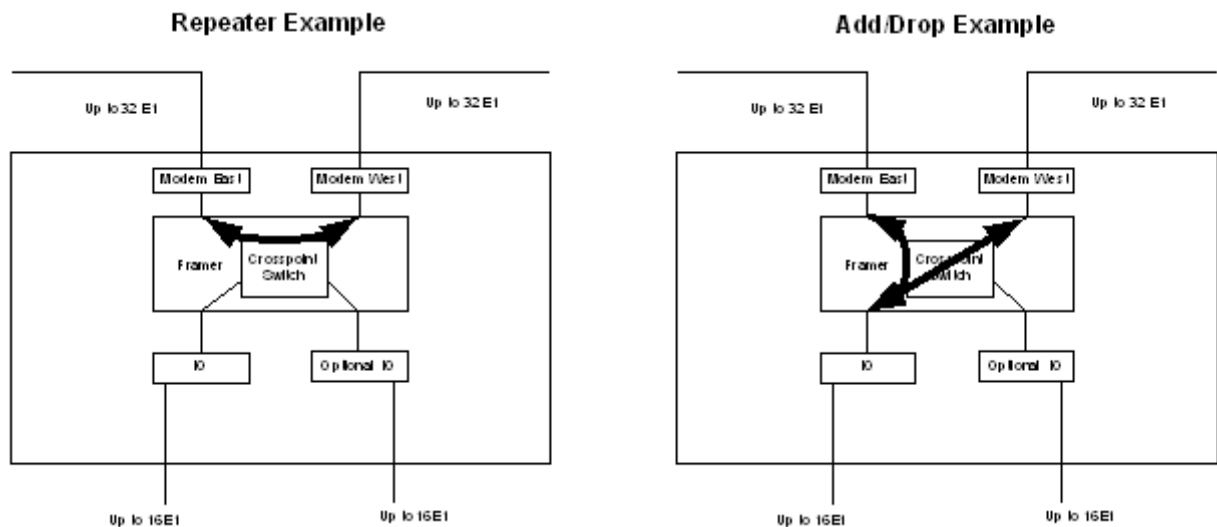 Repeater Example
Up to 32 E1
Up to 32 E1
Modem East
Modem West
Framer
Crosspoint
Switch
IO
Optional IO
Up to 16E1
Up to 16E1
Add/Drop Example
Up to 32 E1
Up to 32 E1
Modem East
Modem West
Framer
Crosspoint
Switch
IO
Optional IO
Up to 16E1
Up to 16E1